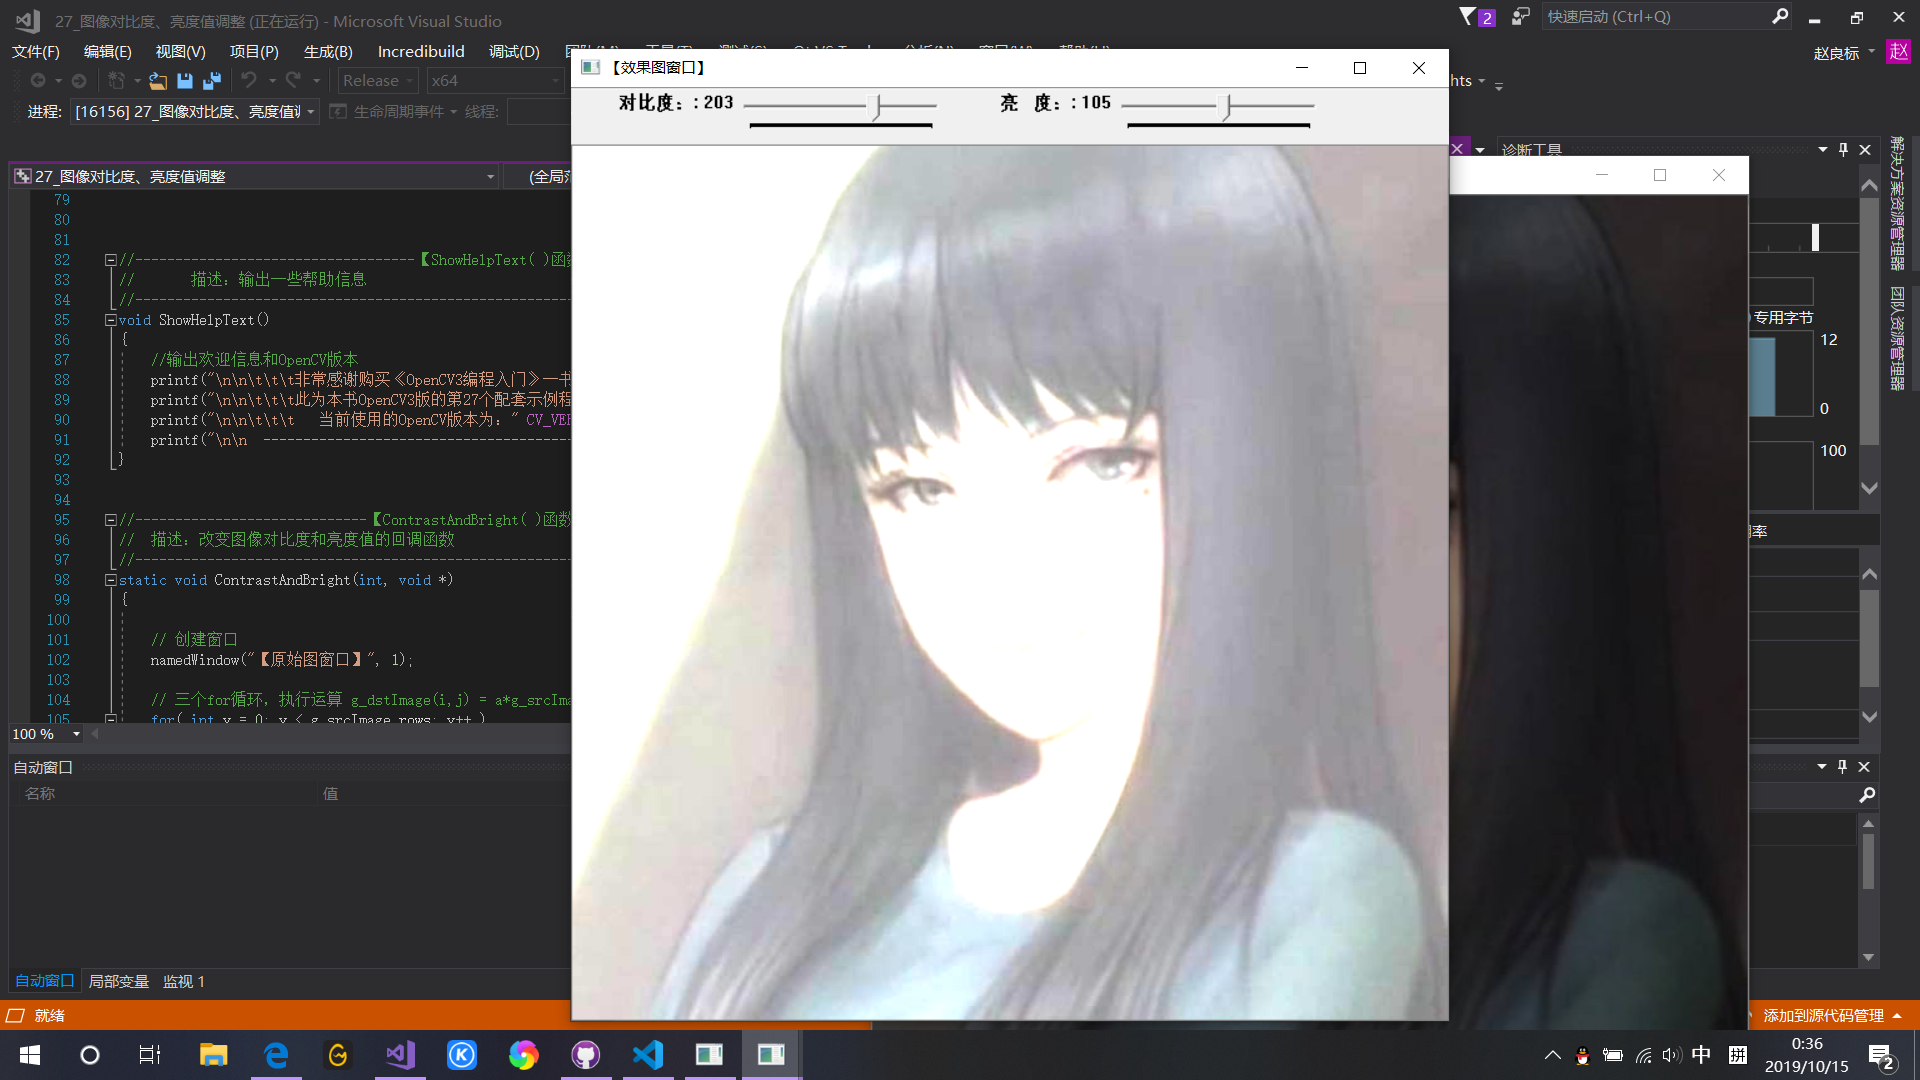 27_图像对比度、亮度值调整 (正在运行) - Microsoft Visual Studio
2
快速启动 (Ctrl+Q)
文件(F) 编辑(E) 视图(V) 项目(P) 生成(B) Incredibuild 调试(D)
赵良标 赵
Release x64
hts
进程: [16156] 27_图像对比度、亮度值 生命周期事件 线程:
【效果图窗口】
对比度：: 203
亮 度：: 105
诊断工具
27_图像对比度、亮度值调整
(全局范
79
80
81
82 //-----------------------------------【ShowHelpText( )函数
83 // 描述：输出一些帮助信息
84 //----------------------------------------------------------
85 void ShowHelpText()
86 {
87 //输出欢迎信息和OpenCV版本
88 printf("\n\n\t\t\t非常感谢购买《OpenCV3编程入门》一书
89 printf("\n\n\t\t\t此为本书OpenCV3版的第27个配套示例程
90 printf("\n\n\t\t\t 当前使用的OpenCV版本为：" CV_VER
91 printf("\n\n ----------------------------------------
92 }
93
94
95 //-----------------------------【ContrastAndBright( )函数
96 // 描述：改变图像对比度和亮度值的回调函数
97 //----------------------------------------------------------
98 static void ContrastAndBright(int, void *)
99 {
100
101 // 创建窗口
102 namedWindow("【原始图窗口】", 1);
103
104 // 三个for循环，执行运算 g_dstImage(i,j) = a*g_srcIma
105 for( int y = 0; y < g_srcImage.rows; y++ )
100 %
自动窗口
名称 值
自动窗口 局部变量 监视 1
就绪
专用字节
12
0
100
率
解决方案资源管理器
团队资源管理器
添加到源代码管理
中
拼
0:36
2019/10/15
2